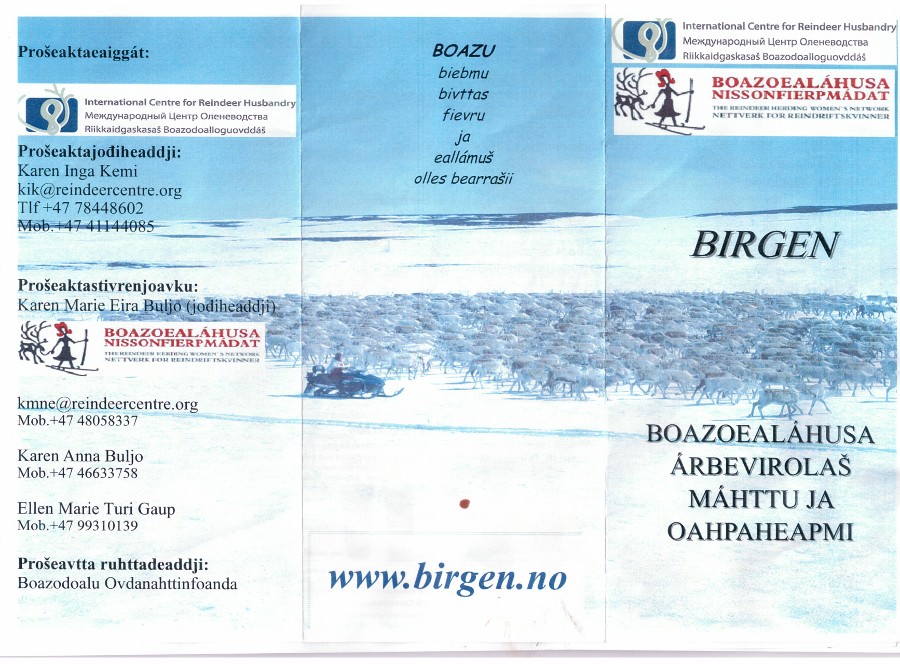 Prošeaktaeaiggát:
International Centre for Reindeer Husbandry
Международный Центр Оленеводства
Riikkaidgaskasaš Boazodoalloguovddáš
Prošeaktajođiheaddji:
Karen Inga Kemi
kik@reindeercentre.org
Tlf +47 78448602
Mob.+47 41144085
Prošeaktastivrenjoavku:
Karen Marie Eira Buljo (jođiheaddji)
BOAZOEALÁHUSA
NISSONFIERPMÁDAT
THE REINDEER HERDING WOMEN'S NETWORK
NETTVERK FOR REINDRIFTSKVINNER
kmne@reindeercentre.org
Mob.+47 48058337
Karen Anna Buljo
Mob.+47 46633758
Ellen Marie Turi Gaup
Mob.+47 99310139
Prošeavtta ruhttadeaddji:
Boazodoalu Ovdanahttinfoanda
BOAZU
biebmu
bivttas
fievru
ja
eallámuš
olles bearrašii
www.birgen.no
International Centre for Reindeer Husbandry
Международный Центр Оленеводства
Riikkaidgaskasaš Boazodoalloguovddáš
BOAZOEALÁHUSA
NISSONFIERPMÁDAT
THE REINDEER HERDING WOMEN'S NETWORK
NETTVERK FOR REINDRIFTSKVINNER
BIRGEN
BOAZOEALÁHUSA
ÁRBEVIROLAŠ
MÁHTTU JA
OAHPAHEAPMI